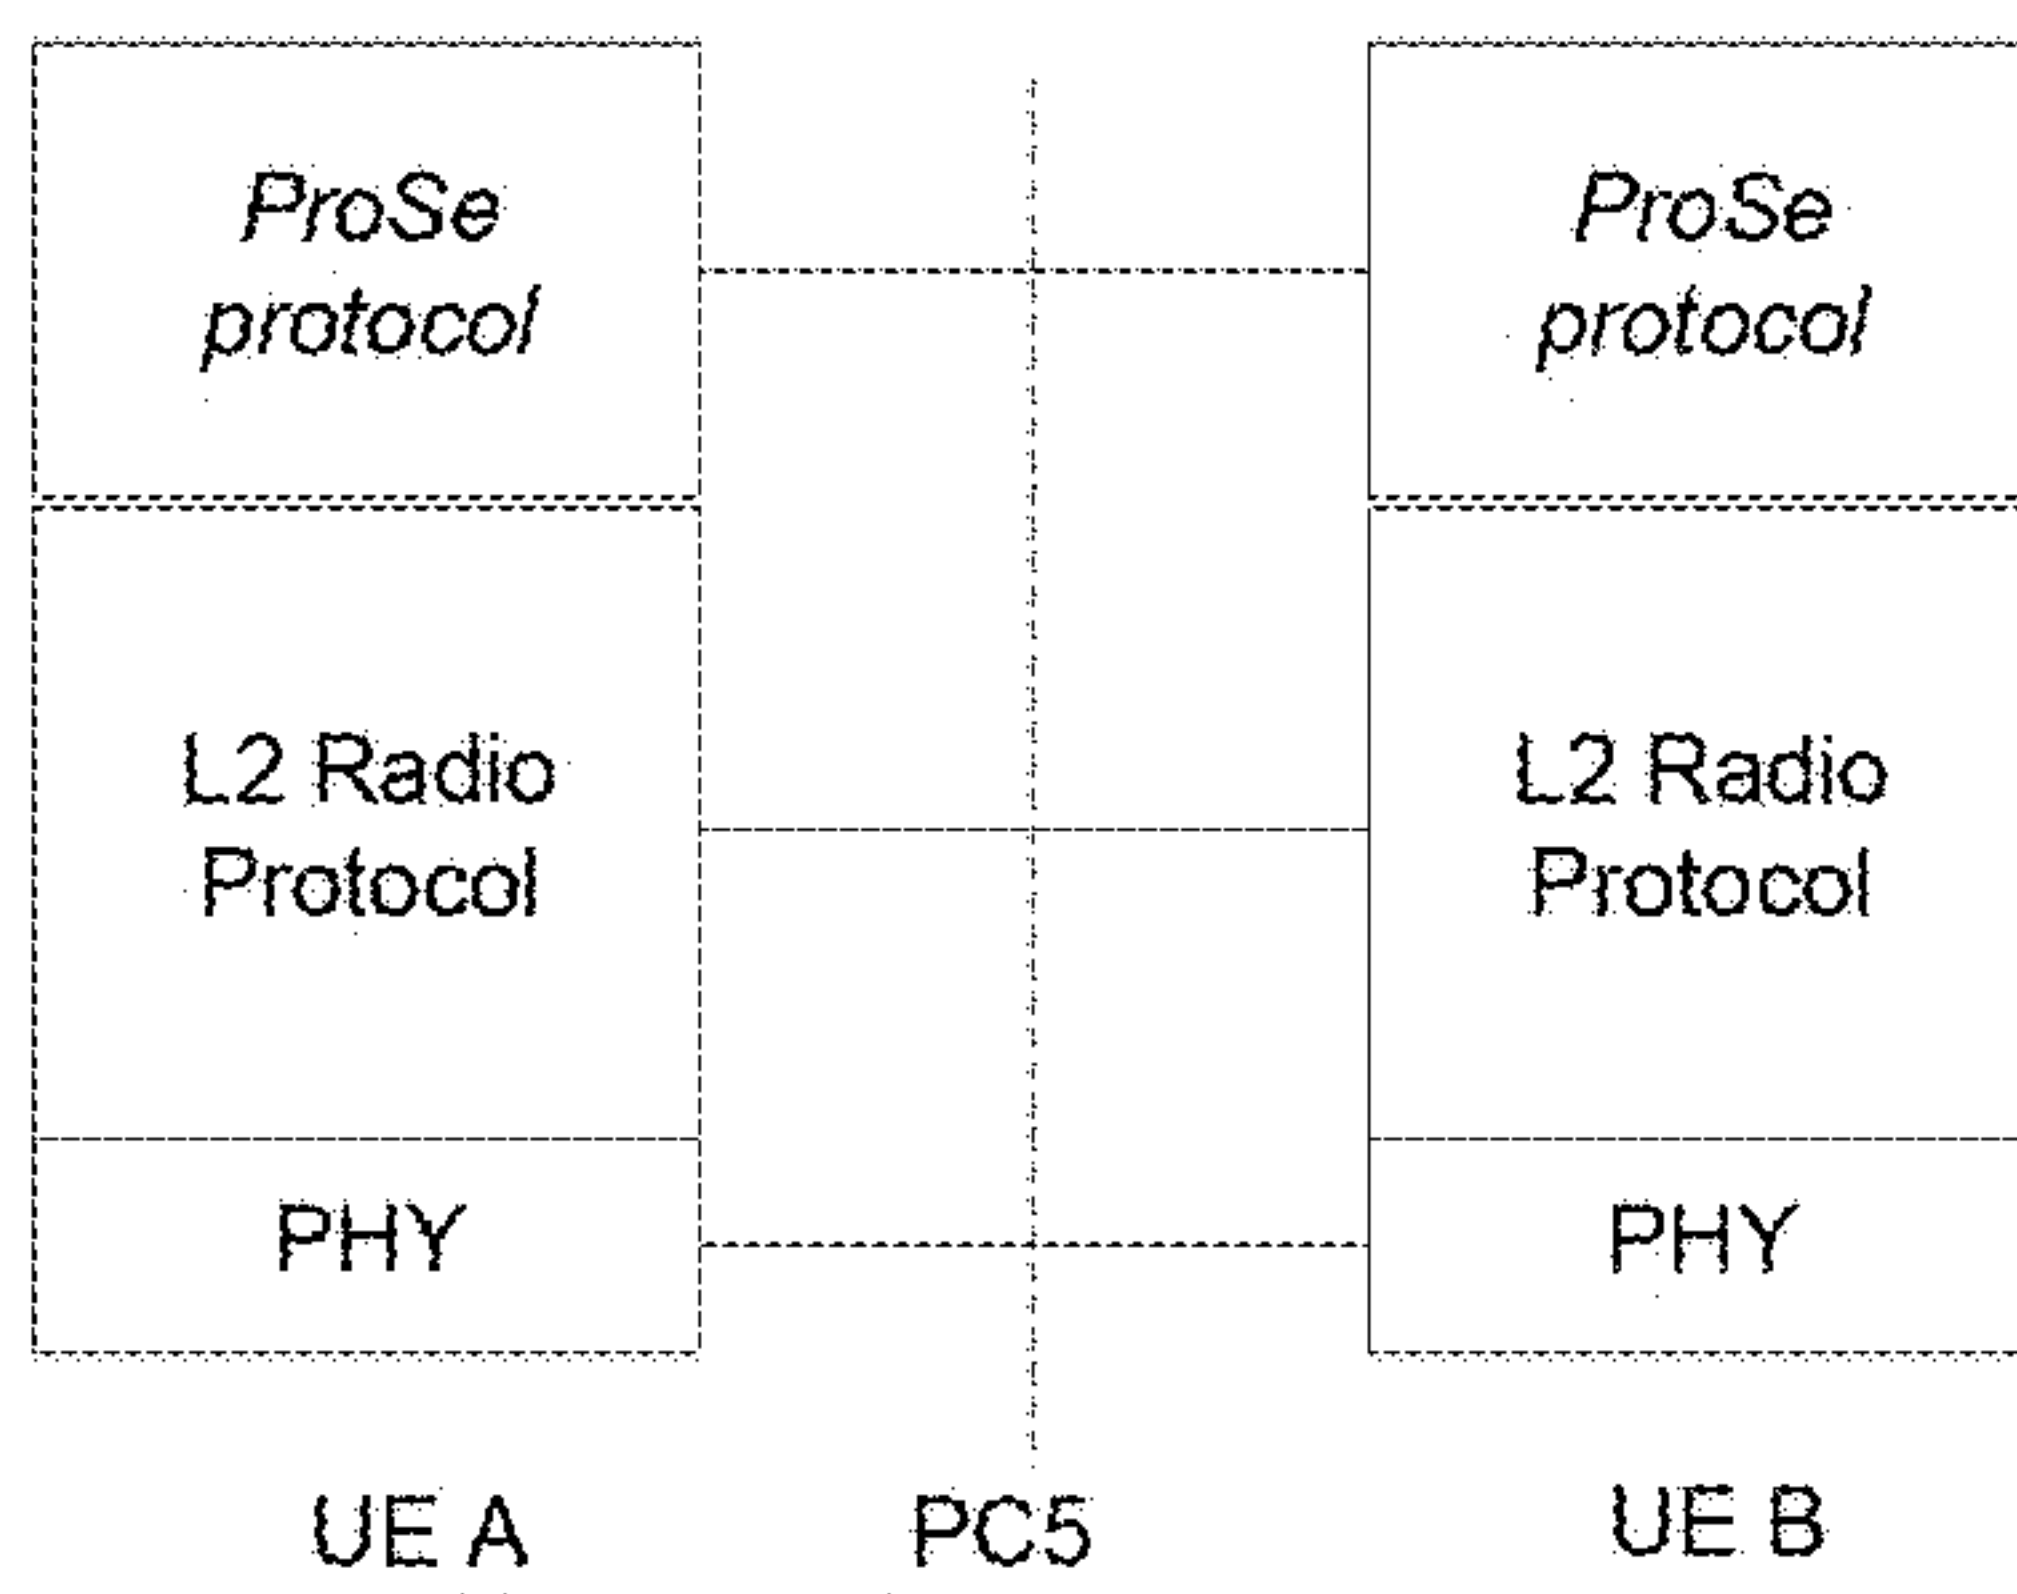 ProSe
protocol
ProSe
protocol
L2 Radio
Protocol
L2 Radio
Protocol
PHY
PHY
UE A
PC5
UE B